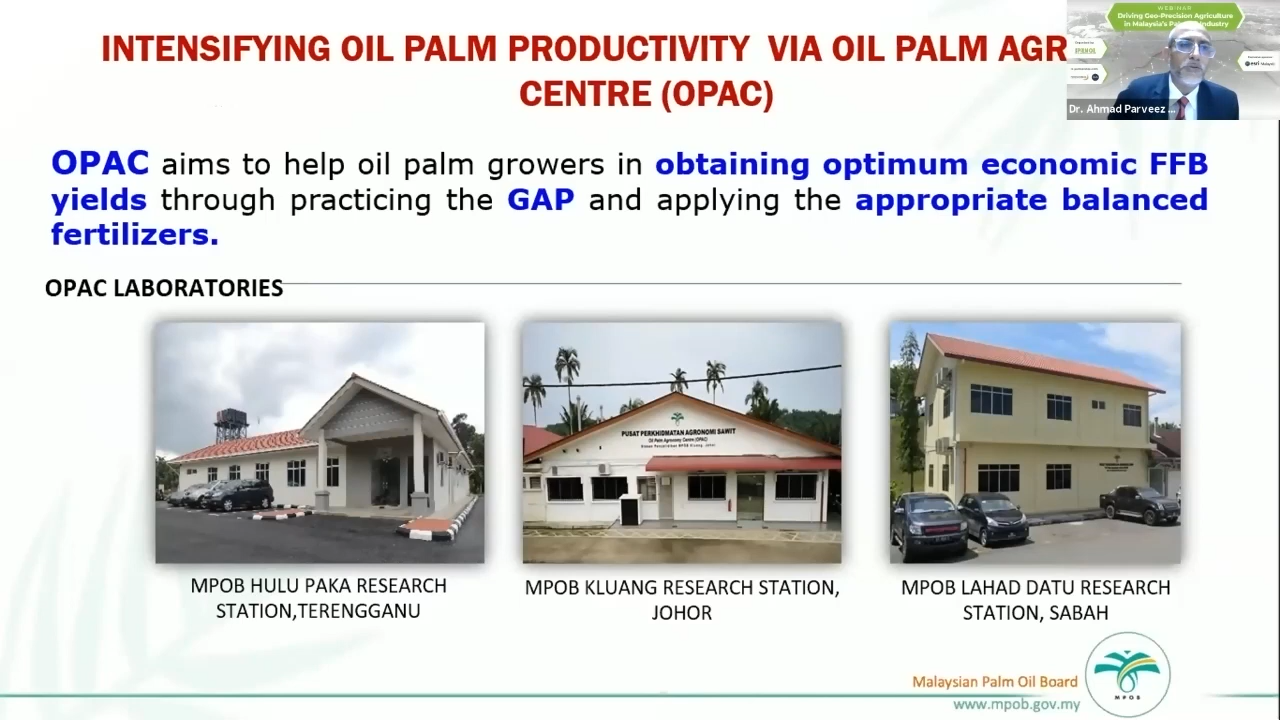 INTENSIFYING OIL PALM PRODUCTIVITY VIA OIL PALM AGR
CENTRE (OPAC)
WEBINAR
Driving Geo-Precision Agriculture
Dr. Ahmad Parveez ...
OPAC aims to help oil palm growers in obtaining optimum economic FFB
yields through practicing the GAP and applying the appropriate balanced
fertilizers.
OPAC LABORATORIES
PUSAT PERKHIDMATAN AGRONOMI SAWIT
Oil Palm Agronomy Centre (OPAC)
MPOB HULU PAKA RESEARCH
STATION,TERENGGANU
MPOB KLUANG RESEARCH STATION,
JOHOR
MPOB LAHAD DATU RESEARCH
STATION, SABAH
Malaysian Palm Oil Board
www.mpob.gov.my
MPOB